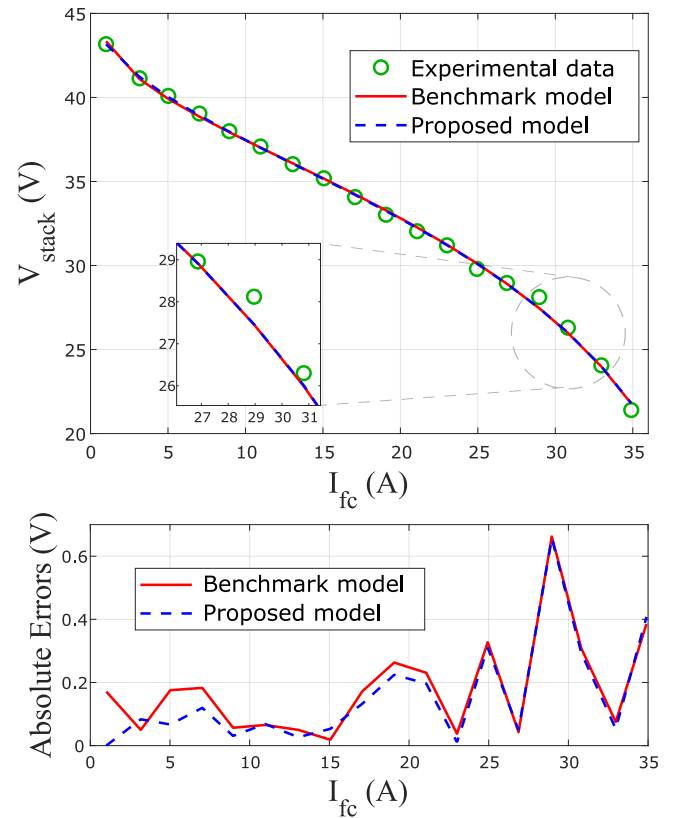 45
40
35
30
25
20
V_stack (V)
Experimental data
Benchmark model
Proposed model
29
28
27
26
27 28 29 30 31
0 5 10 15 20 25 30 35
I_fc (A)
Absolute Errors (V)
0.6
0.4
0.2
0
Benchmark model
Proposed model
0 5 10 15 20 25 30 35
I_fc (A)